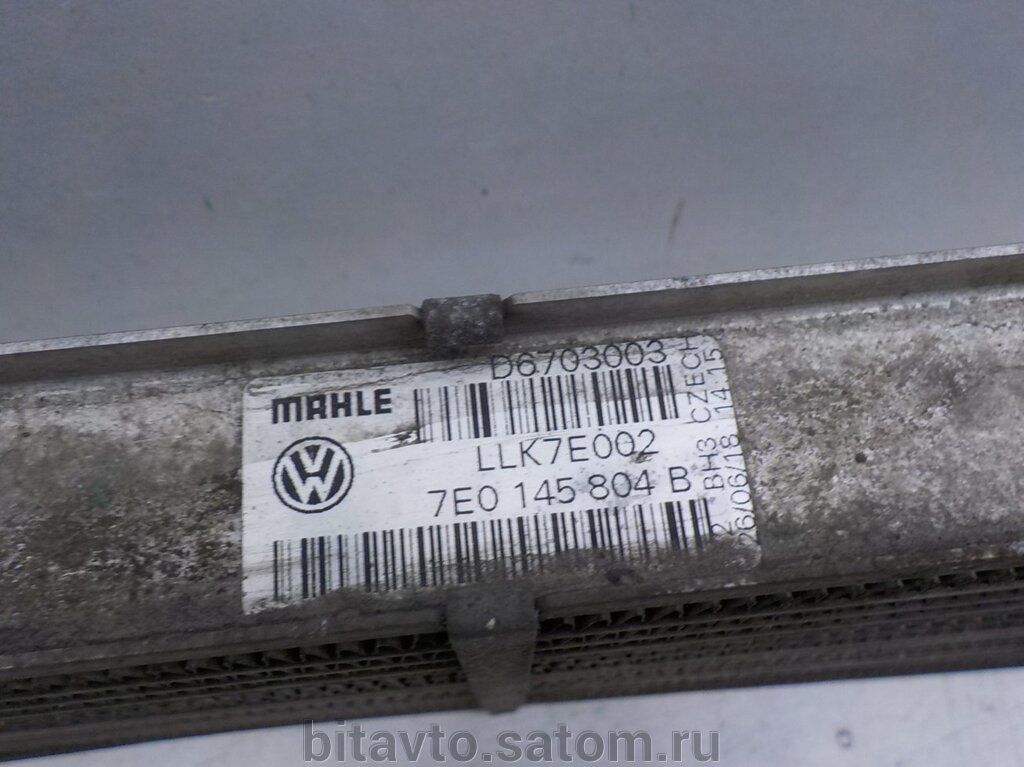 D6703003
MAHLE
LLK7E002
7E0 145 804 B
BH3 CZECH
26/06/18 14:15
bitavto.satom.ru